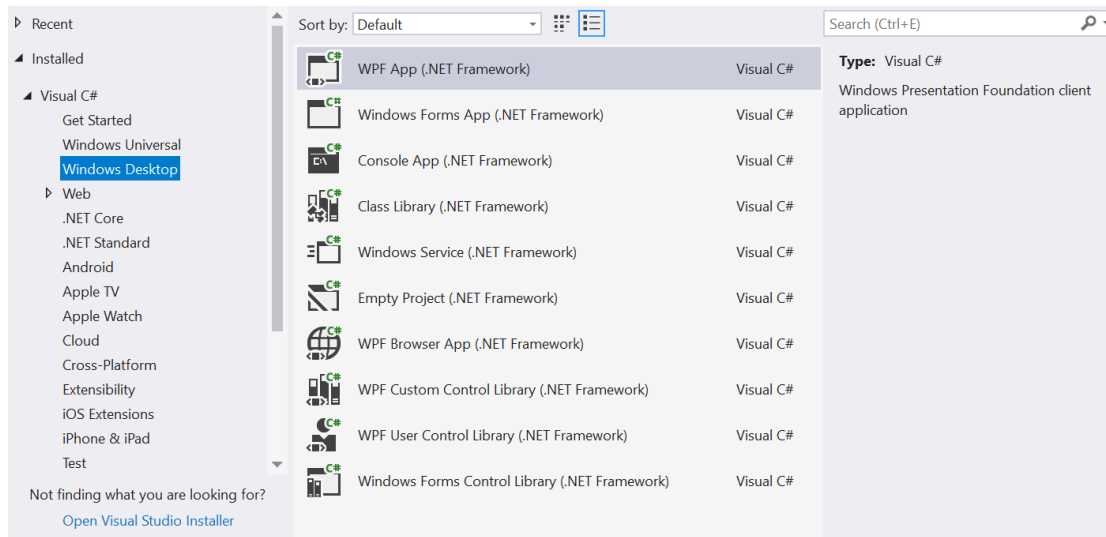 Recent
Installed
Visual C#
Get Started
Windows Universal
Windows Desktop
Web
.NET Core
.NET Standard
Android
Apple TV
Apple Watch
Cloud
Cross-Platform
Extensibility
iOS Extensions
iPhone & iPad
Test
Not finding what you are looking for?
Open Visual Studio Installer
Sort by: Default
C# WPF App (.NET Framework) Visual C#
C# Windows Forms App (.NET Framework) Visual C#
C# Console App (.NET Framework) Visual C#
C# Class Library (.NET Framework) Visual C#
C# Windows Service (.NET Framework) Visual C#
C# Empty Project (.NET Framework) Visual C#
C# WPF Browser App (.NET Framework) Visual C#
C# WPF Custom Control Library (.NET Framework) Visual C#
C# WPF User Control Library (.NET Framework) Visual C#
C# Windows Forms Control Library (.NET Framework) Visual C#
Search (Ctrl+E)
Type: Visual C#
Windows Presentation Foundation client
application